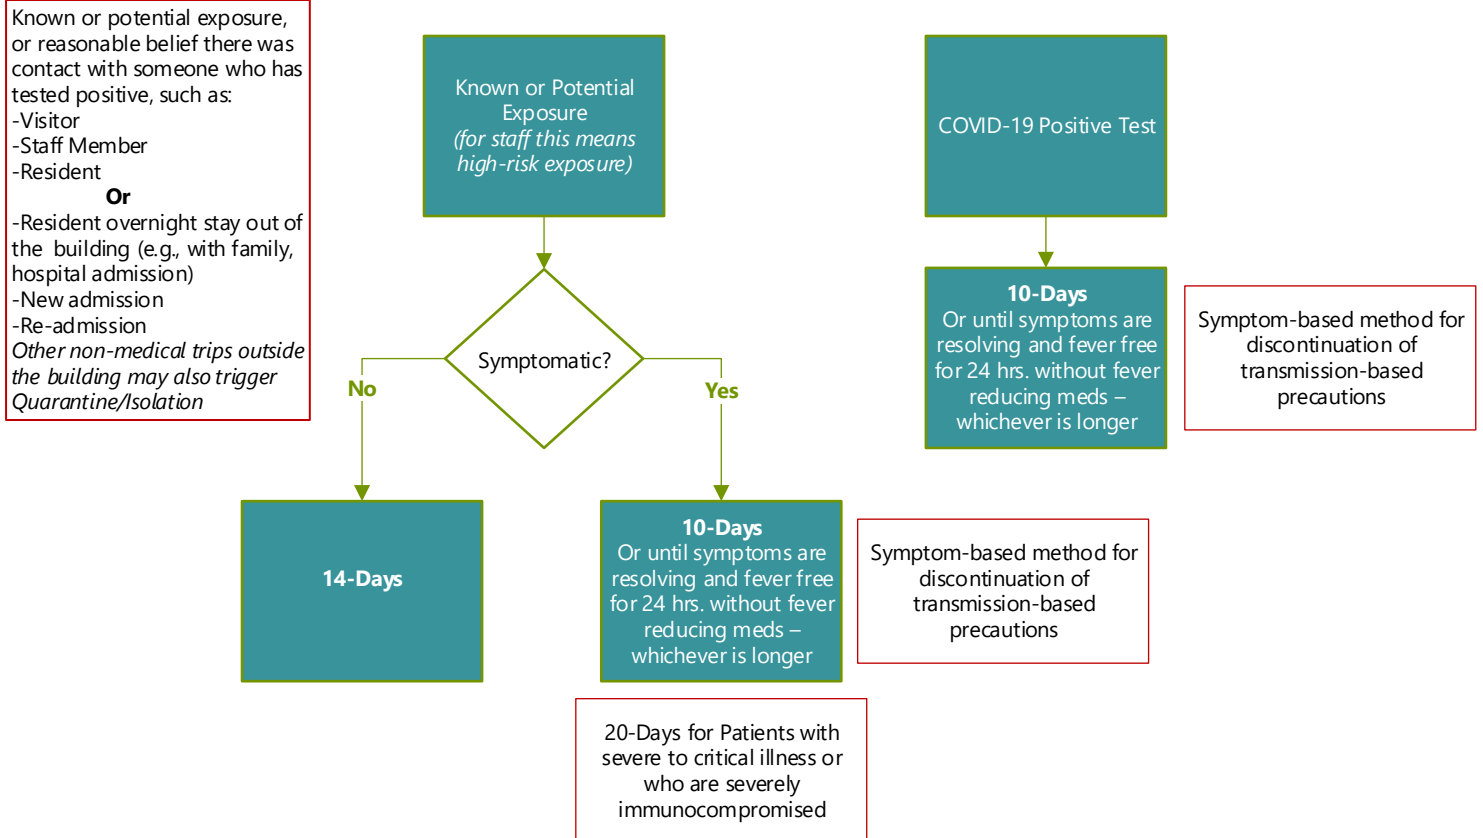 Known or potential exposure,
or reasonable belief there was
contact with someone who has
tested positive, such as:
-Visitor
-Staff Member
-Resident
Or
-Resident overnight stay out of
the building (e.g., with family,
hospital admission)
-New admission
-Re-admission
Other non-medical trips outside
the building may also trigger
Quarantine/Isolation
Known or Potential
Exposure
(for staff this means
high-risk exposure)
COVID-19 Positive Test
Symptomatic?
No
Yes
10-Days
Or until symptoms are
resolving and fever free
for 24 hrs. without fever
reducing meds –
whichever is longer
Symptom-based method for
discontinuation of
transmission-based
precautions
14-Days
10-Days
Or until symptoms are
resolving and fever free
for 24 hrs. without fever
reducing meds –
whichever is longer
Symptom-based method for
discontinuation of
transmission-based
precautions
20-Days for Patients with
severe to critical illness or
who are severely
immunocompromised